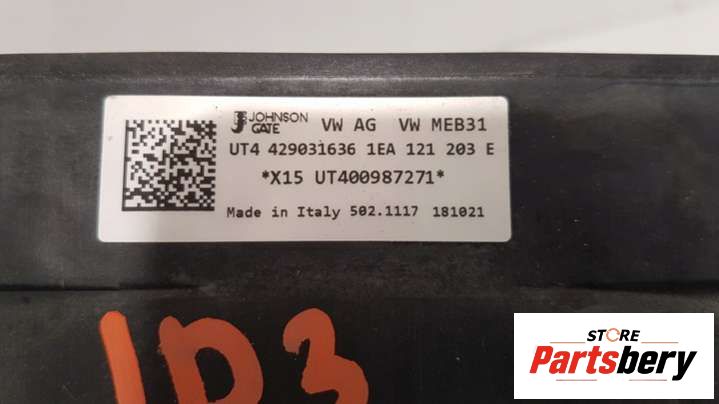 JOHNSON GATE VW AG VW MEB31
UT4 429031636 1EA 121 203 E
*X15 UT400987271*
Made in Italy 502.1117 181021
ID3
STORE
Partsbery